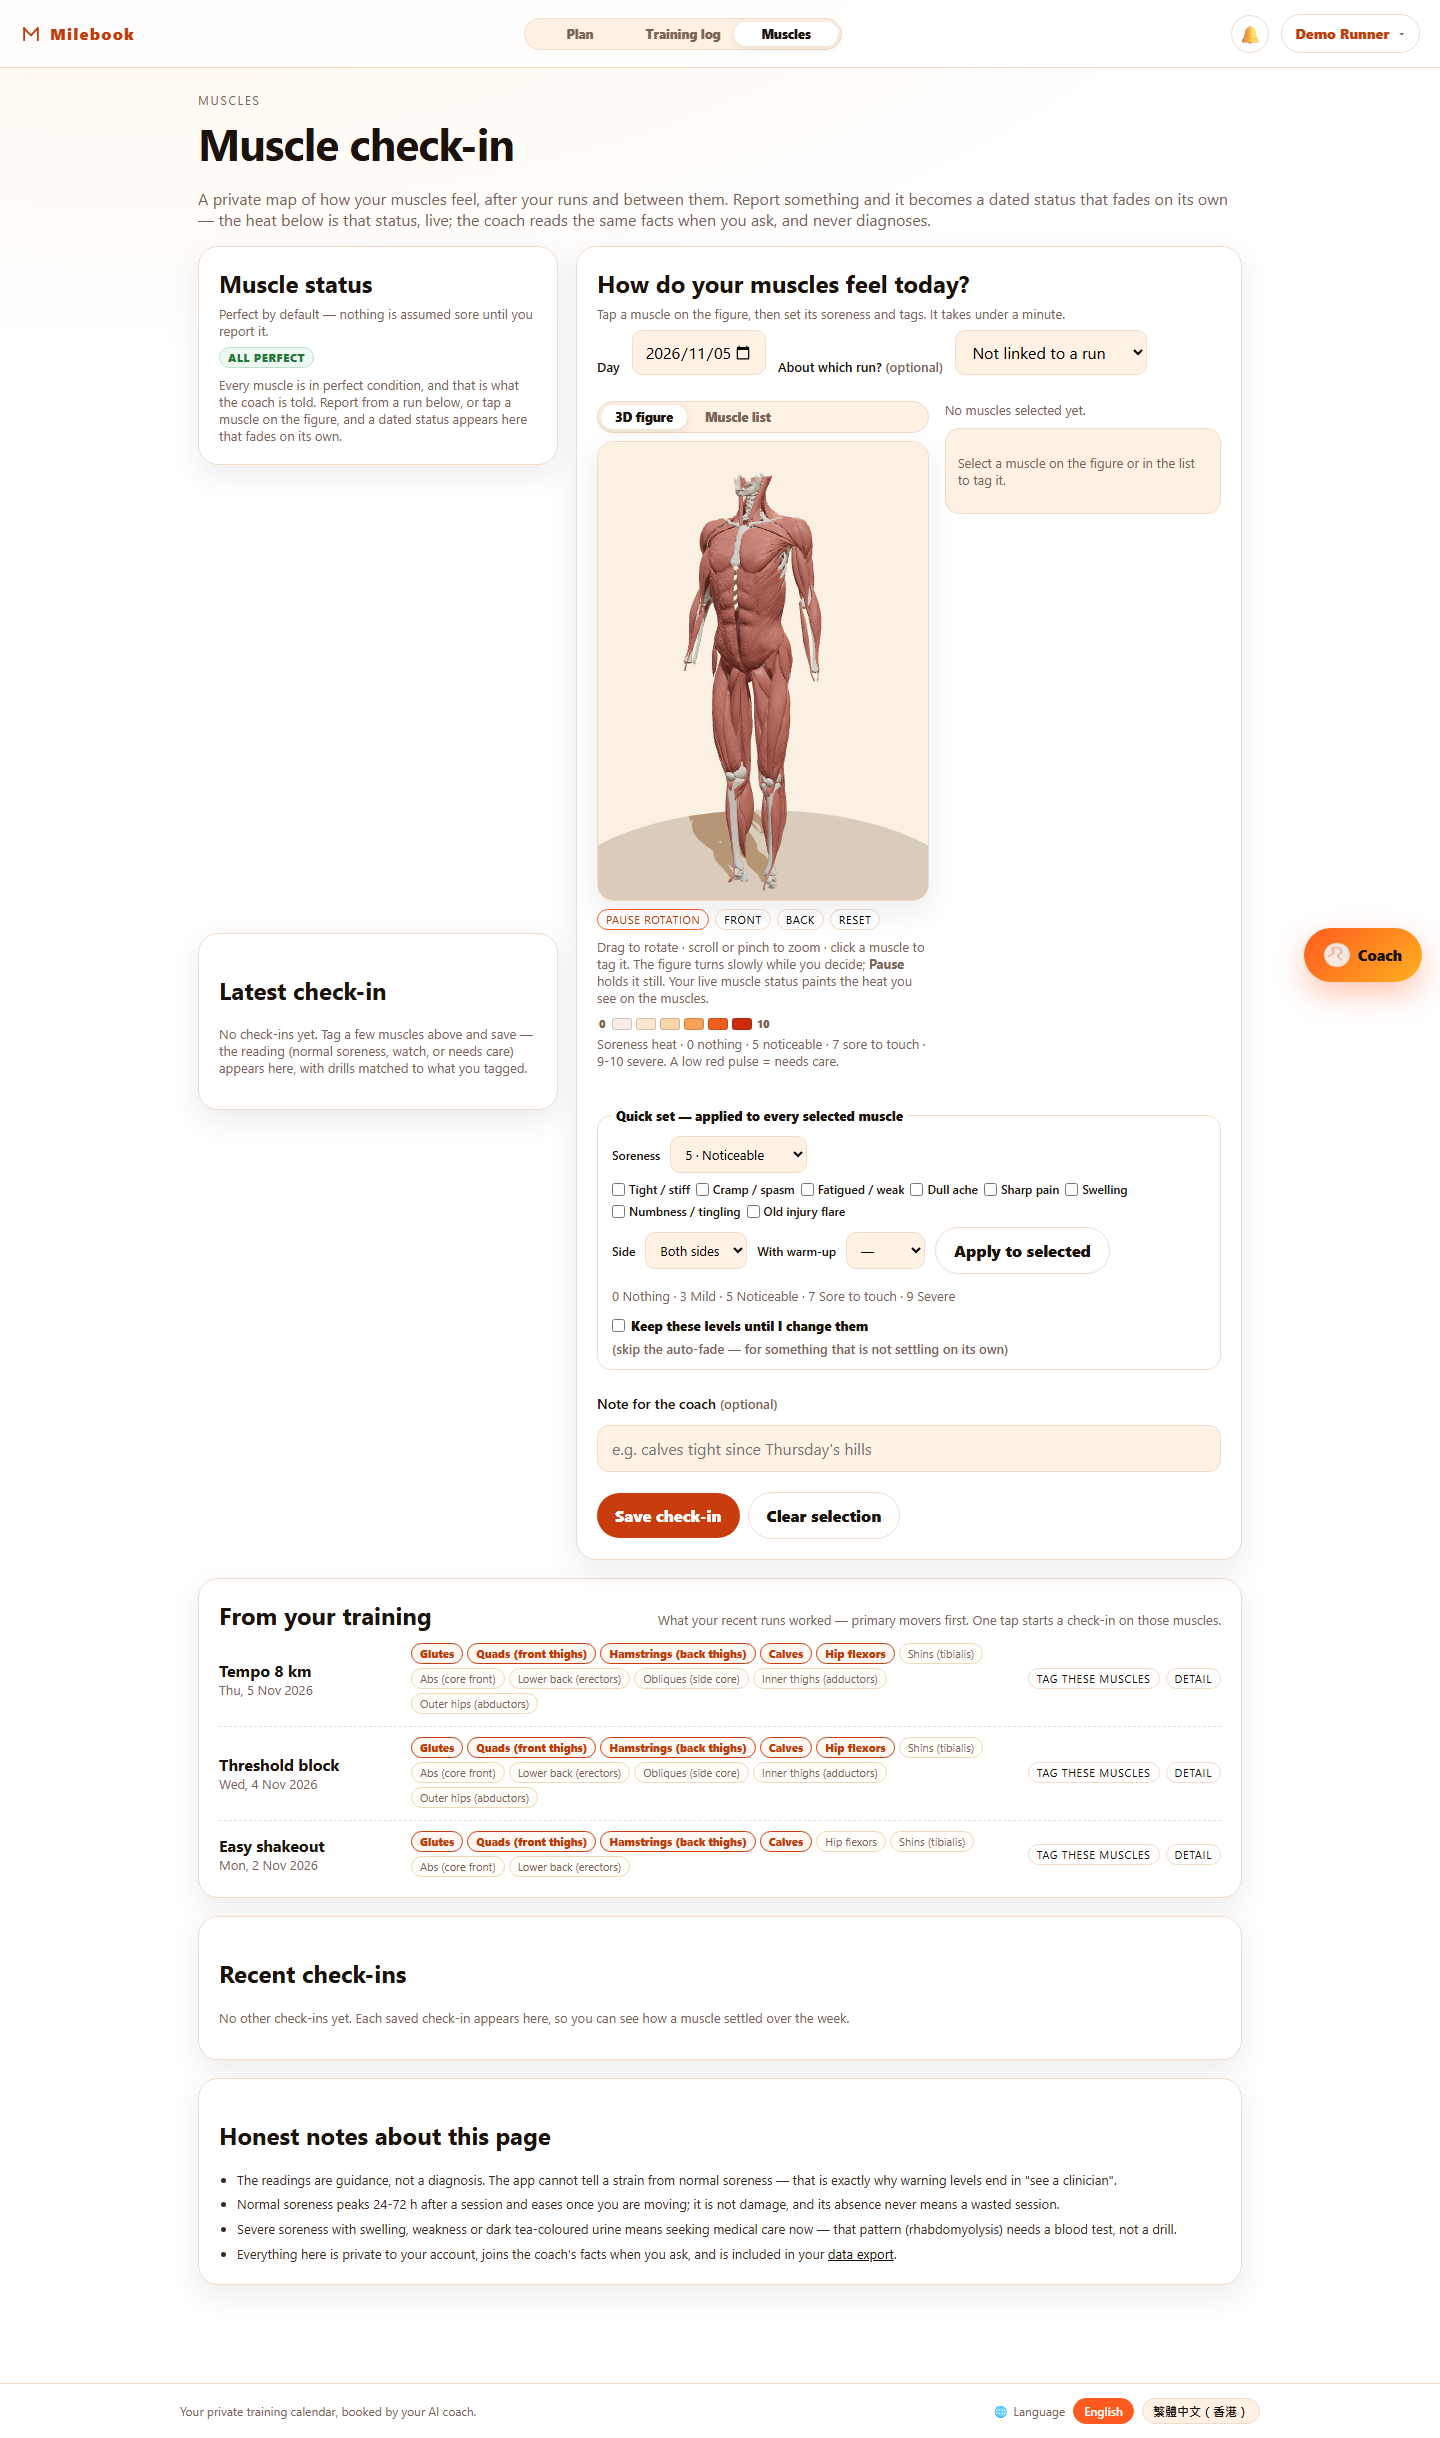 Milebook
Plan
Training log
Muscles
Demo Runner
MUSCLES
Muscle check-in
A private map of how your muscles feel, after your runs and between them. Report something and it becomes a dated status that fades on its own
— the heat below is that status, live; the coach reads the same facts when you ask, and never diagnoses.
Muscle status
Perfect by default — nothing is assumed sore until you
report it.
ALL PERFECT
Every muscle is in perfect condition, and that is what
the coach is told. Report from a run below, or tap a
muscle on the figure, and a dated status appears here
that fades on its own.
How do your muscles feel today?
Tap a muscle on the figure, then set its soreness and tags. It takes under a minute.
Day
2026/11/05
About which run? (optional)
Not linked to a run
3D figure
Muscle list
No muscles selected yet.
Select a muscle on the figure or in the list
to tag it.
PAUSE ROTATION
FRONT
BACK
RESET
Drag to rotate · scroll or pinch to zoom · click a muscle to
tag it. The figure turns slowly while you decide; Pause
holds it still. Your live muscle status paints the heat you
see on the muscles.
0
10
Soreness heat · 0 nothing · 5 noticeable · 7 sore to touch ·
9-10 severe. A low red pulse = needs care.
Latest check-in
No check-ins yet. Tag a few muscles above and save —
the reading (normal soreness, watch, or needs care)
appears here, with drills matched to what you tagged.
Coach
Quick set — applied to every selected muscle
Soreness
5 · Noticeable
Tight / stiff
Cramp / spasm
Fatigued / weak
Dull ache
Sharp pain
Swelling
Numbness / tingling
Old injury flare
Side
Both sides
With warm-up
—
Apply to selected
0 Nothing · 3 Mild · 5 Noticeable · 7 Sore to touch · 9 Severe
Keep these levels until I change them
(skip the auto-fade — for something that is not settling on its own)
Note for the coach (optional)
e.g. calves tight since Thursday's hills
Save check-in
Clear selection
From your training
What your recent runs worked — primary movers first. One tap starts a check-in on those muscles.
Tempo 8 km
Thu, 5 Nov 2026
Glutes
Quads (front thighs)
Hamstrings (back thighs)
Calves
Hip flexors
Shins (tibialis)
Abs (core front)
Lower back (erectors)
Obliques (side core)
Inner thighs (adductors)
Outer hips (abductors)
TAG THESE MUSCLES
DETAIL
Threshold block
Wed, 4 Nov 2026
Glutes
Quads (front thighs)
Hamstrings (back thighs)
Calves
Hip flexors
Shins (tibialis)
Abs (core front)
Lower back (erectors)
Obliques (side core)
Inner thighs (adductors)
Outer hips (abductors)
TAG THESE MUSCLES
DETAIL
Easy shakeout
Mon, 2 Nov 2026
Glutes
Quads (front thighs)
Hamstrings (back thighs)
Calves
Hip flexors
Shins (tibialis)
Abs (core front)
Lower back (erectors)
TAG THESE MUSCLES
DETAIL
Recent check-ins
No other check-ins yet. Each saved check-in appears here, so you can see how a muscle settled over the week.
Honest notes about this page
The readings are guidance, not a diagnosis. The app cannot tell a strain from normal soreness — that is exactly why warning levels end in "see a clinician".
Normal soreness peaks 24-72 h after a session and eases once you are moving; it is not damage, and its absence never means a wasted session.
Severe soreness with swelling, weakness or dark tea-coloured urine means seeking medical care now — that pattern (rhabdomyolysis) needs a blood test, not a drill.
Everything here is private to your account, joins the coach's facts when you ask, and is included in your data export.
Your private training calendar, booked by your AI coach.
Language
English
繁體中文（香港）